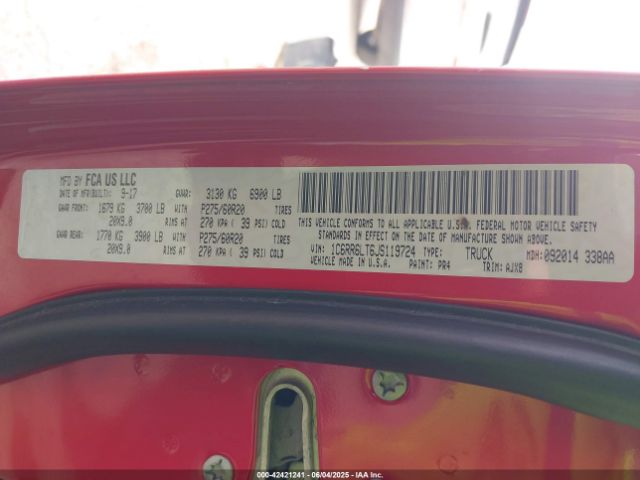 MFD BY FCA US LLC
DATE OF MFR(BUILT): 9-17 GVWR: 3130 KG 6900 LB
GAWR FRONT: 1679 KG 3700 LB WITH P275/60R20 TIRES
20X9.0 RIMS AT 270 KPA ( 39 PSI) COLD
GAWR REAR: 1770 KG 3900 LB WITH P275/60R20 TIRES
20X9.0 RIMS AT 270 KPA ( 39 PSI) COLD
THIS VEHICLE CONFORMS TO ALL APPLICABLE U.S.A. FEDERAL MOTOR VEHICLE SAFETY
STANDARDS IN EFFECT ON THE DATE OF MANUFACTURE SHOWN ABOVE.
VIN: 1C6RR6LT6JS119724 TYPE: TRUCK MDH: 092014 338AA
VEHICLE MADE IN U.S.A. PAINT: PR4 TRIM: AJX8
000-42421241 - 06/04/2025 - IAAI.COM